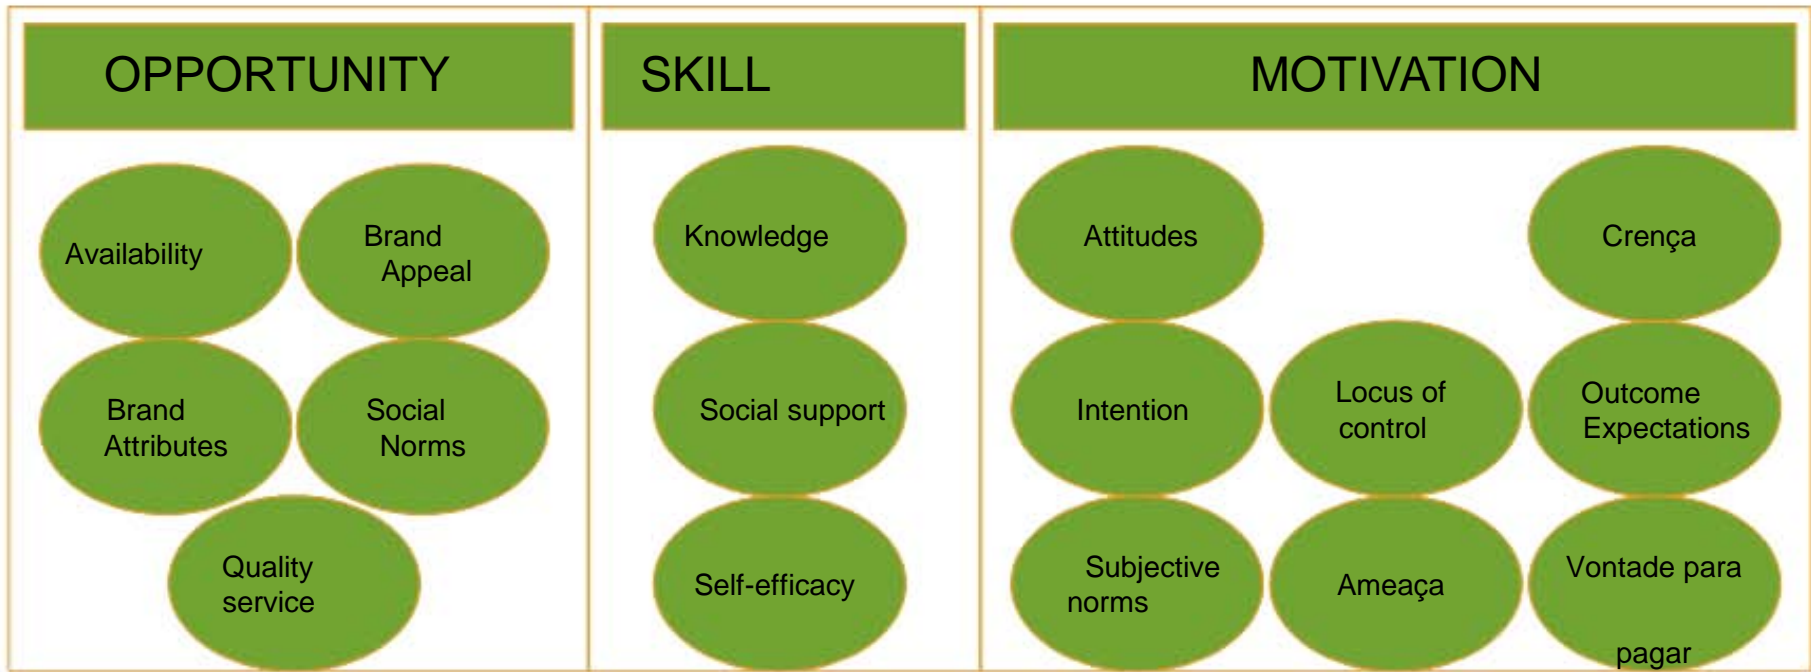 OPPORTUNITY
Availability
Brand
Appeal
Brand
Attributes
Social
Norms
Quality
service
SKILL
Knowledge
Social support
Self-efficacy
MOTIVATION
Attitudes
Crença
Intention
Locus of
control
Outcome
Expectations
Subjective
norms
Ameaça
Vontade para
pagar